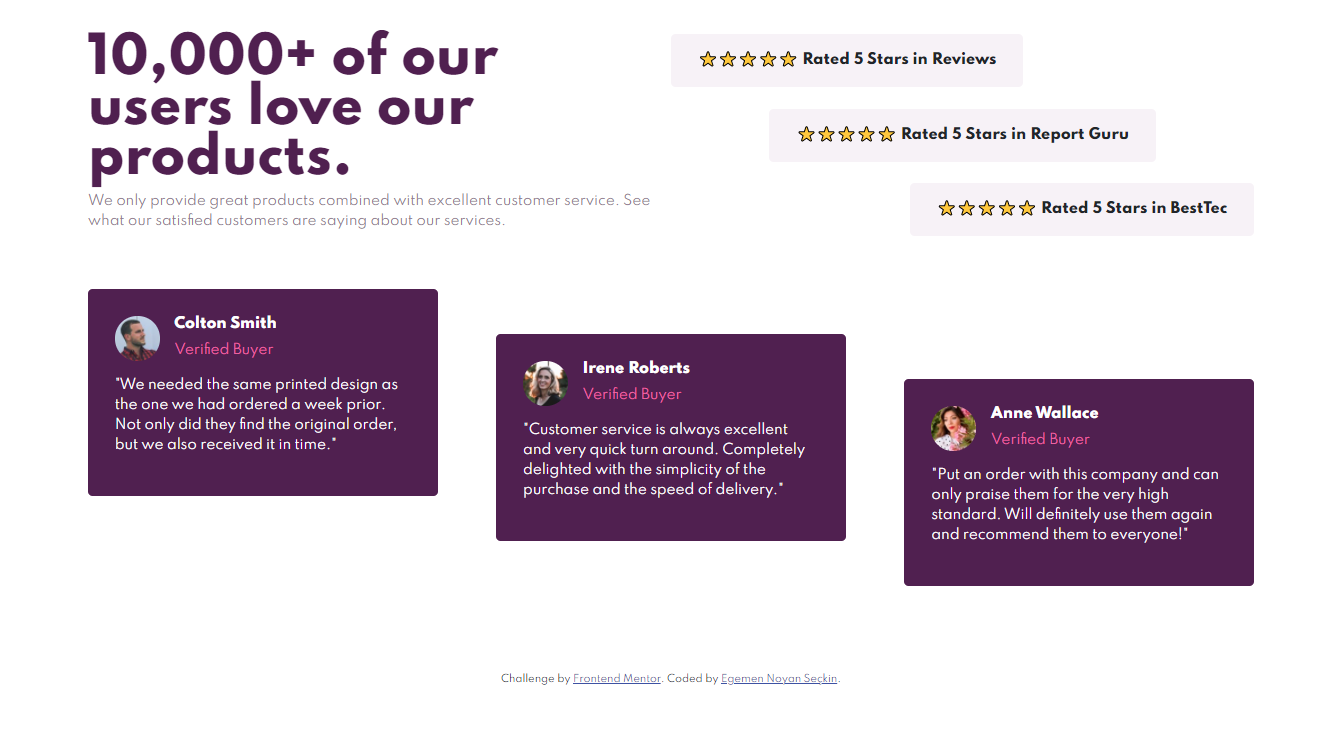 10,000+ of our
users love our
products.
We only provide great products combined with excellent customer service. See
what our satisfied customers are saying about our services.
Rated 5 Stars in Reviews
Rated 5 Stars in Report Guru
Rated 5 Stars in BestTec
Colton Smith
Verified Buyer
"We needed the same printed design as
the one we had ordered a week prior.
Not only did they find the original order,
but we also received it in time."
Irene Roberts
Verified Buyer
"Customer service is always excellent
and very quick turn around. Completely
delighted with the simplicity of the
purchase and the speed of delivery."
Anne Wallace
Verified Buyer
"Put an order with this company and can
only praise them for the very high
standard. Will definitely use them again
and recommend them to everyone!"
Challenge by Frontend Mentor. Coded by Egemen Noyan Seçkin.